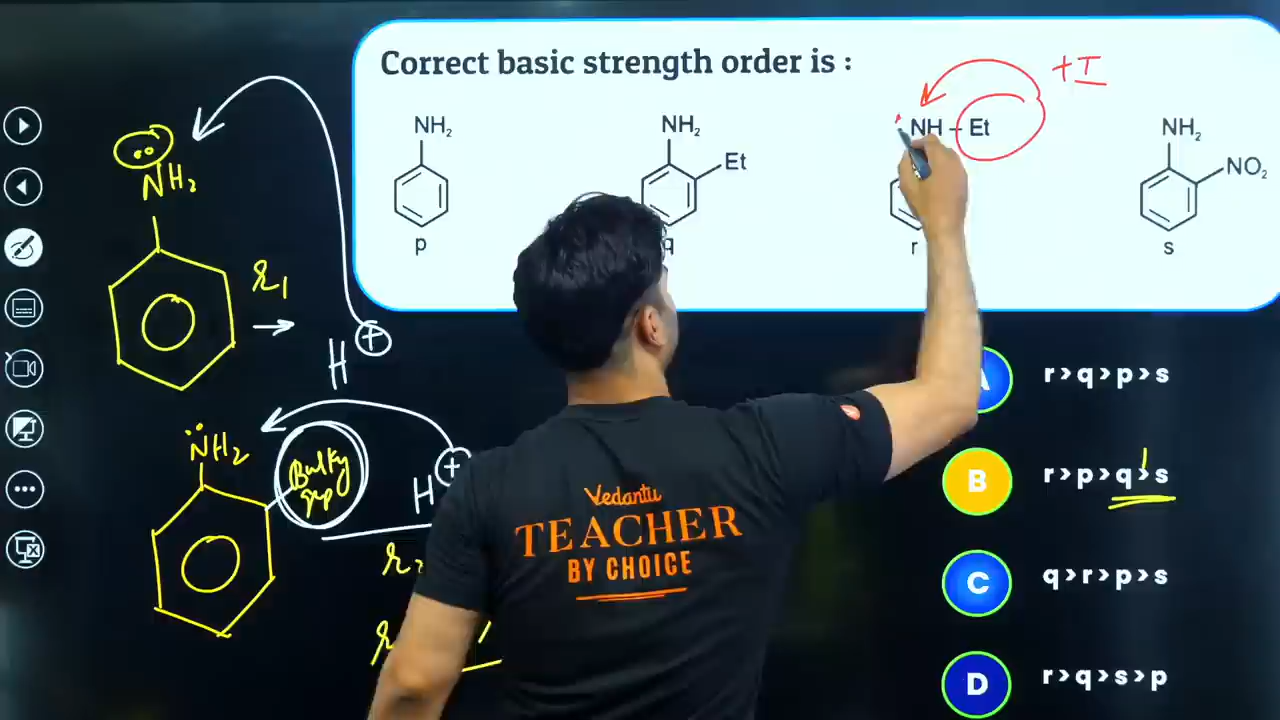 Correct basic strength order is :
+I
NH₂
NH₂
Et
NH – Et
NH₂
NO₂
p
q
r
s
NH₂
r₁
H +
NH₂
Bulky
grp
H +
A r>q>p>s
B r>p>q>s
C q>r>p>s
D r>q>s>p
Vedantu
TEACHER
BY CHOICE